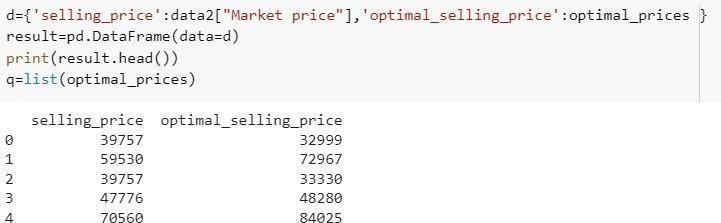 d={'selling_price':data2["Market price"],'optimal_selling_price':optimal_prices }
result=pd.DataFrame(data=d)
print(result.head())
q=list(optimal_prices)
selling_price optimal_selling_price
0 39757 32999
1 59530 72967
2 39757 33330
3 47776 48280
4 70560 84025